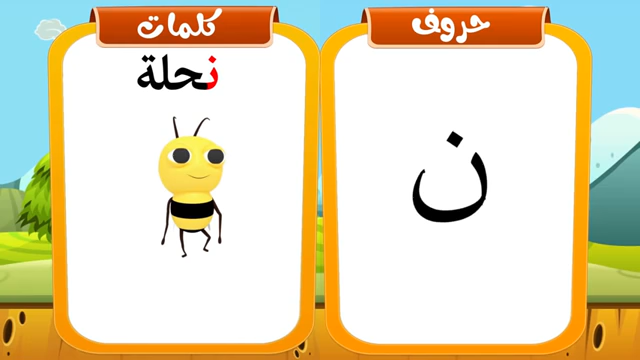 حروف
ن
كلمات
نحلة